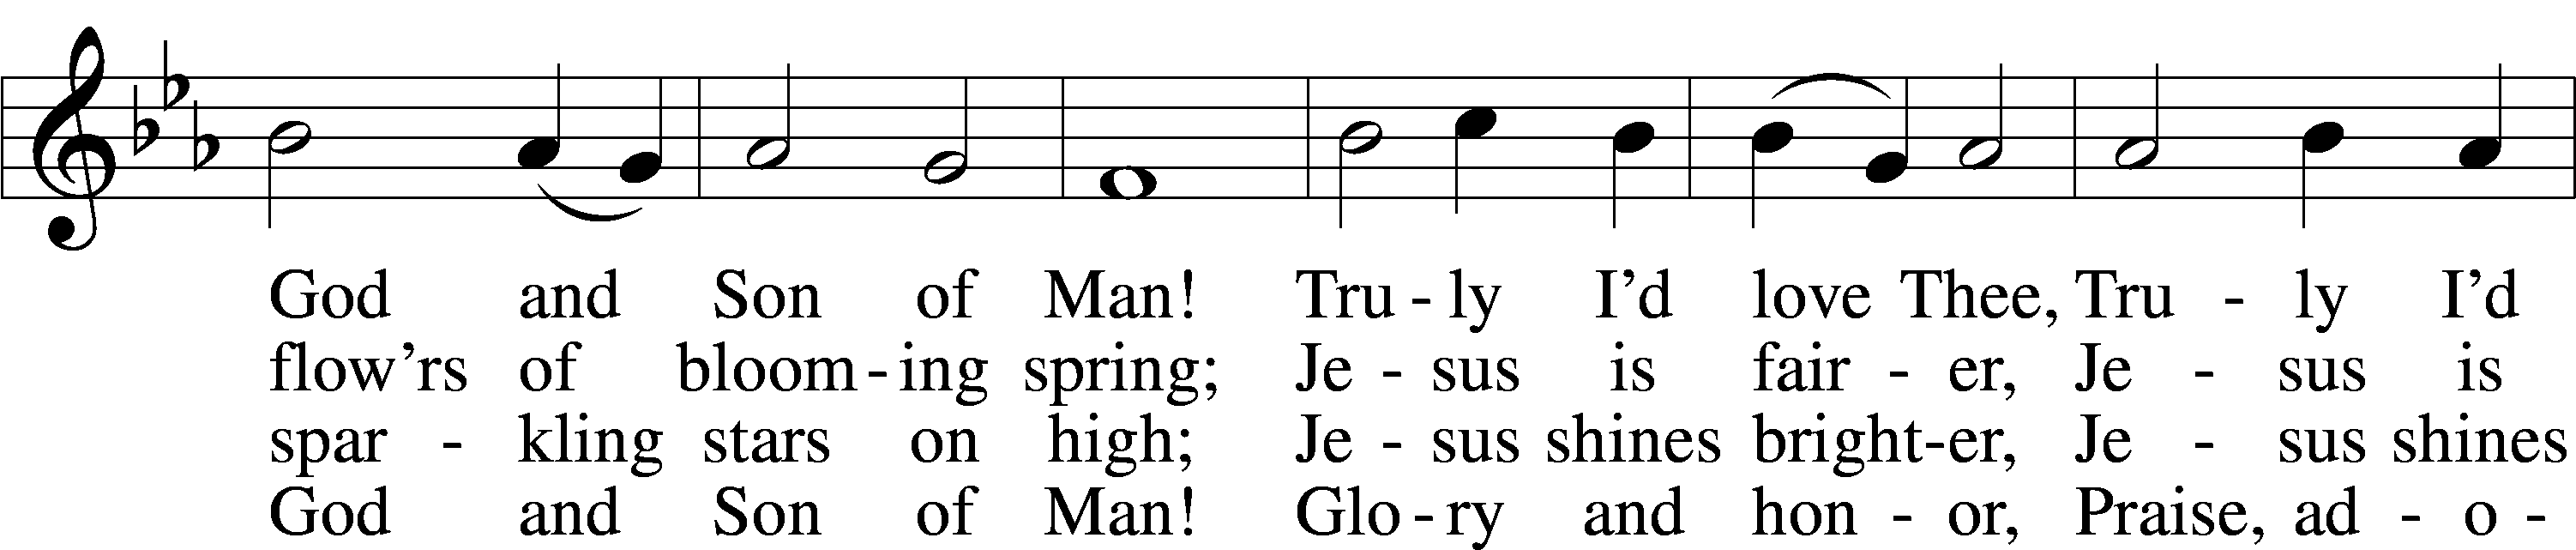 God and Son of Man! Tru - ly I’d love Thee, Tru - ly I’d
flow’rs of bloom - ing spring; Je - sus is fair - er, Je - sus is
spar - kling stars on high; Je - sus shines bright - er, Je - sus shines
God and Son of Man! Glo - ry and hon - or, Praise, ad - o -